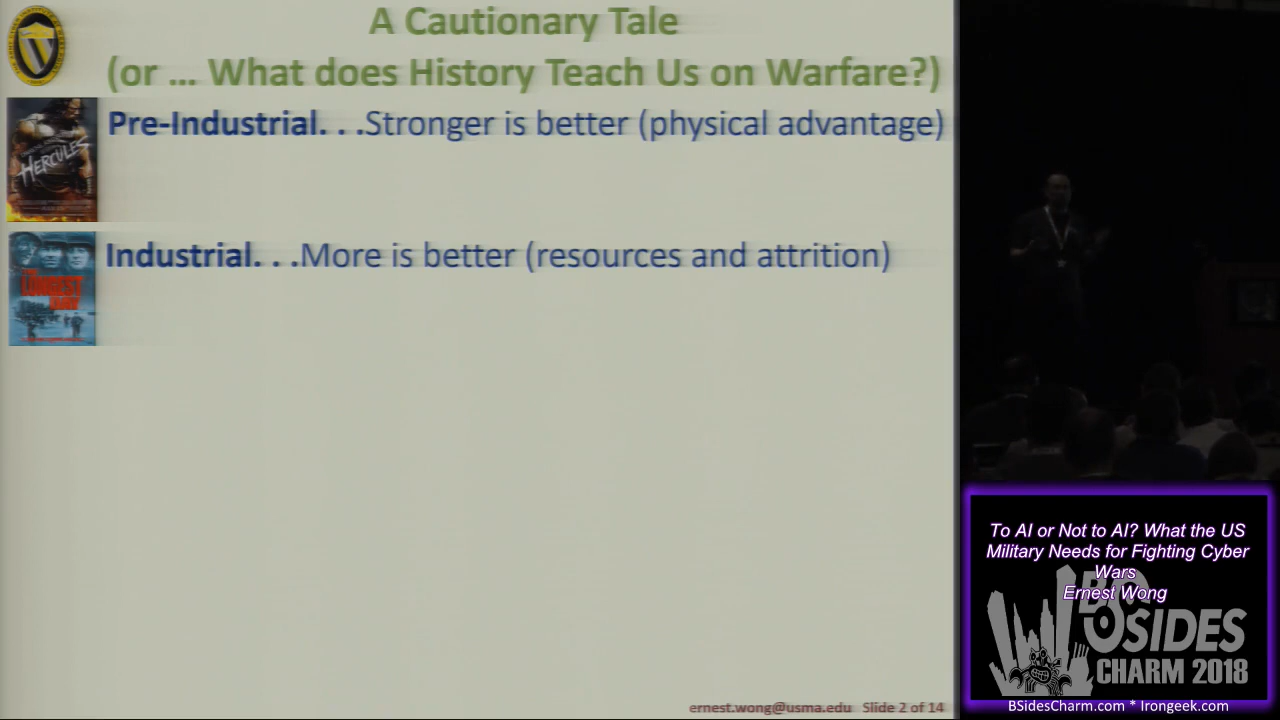 A Cautionary Tale
(or ... What does History Teach Us on Warfare?)
Pre-Industrial. . .Stronger is better (physical advantage)
HERCULES
Industrial. . .More is better (resources and attrition)
THE LONGEST DAY
ernest.wong@usma.edu Slide 2 of 14
To AI or Not to AI? What the US
Military Needs for Fighting Cyber
Wars
Ernest Wong
BSIDES
CHARM 2018
BSidesCharm.com * Irongeek.com